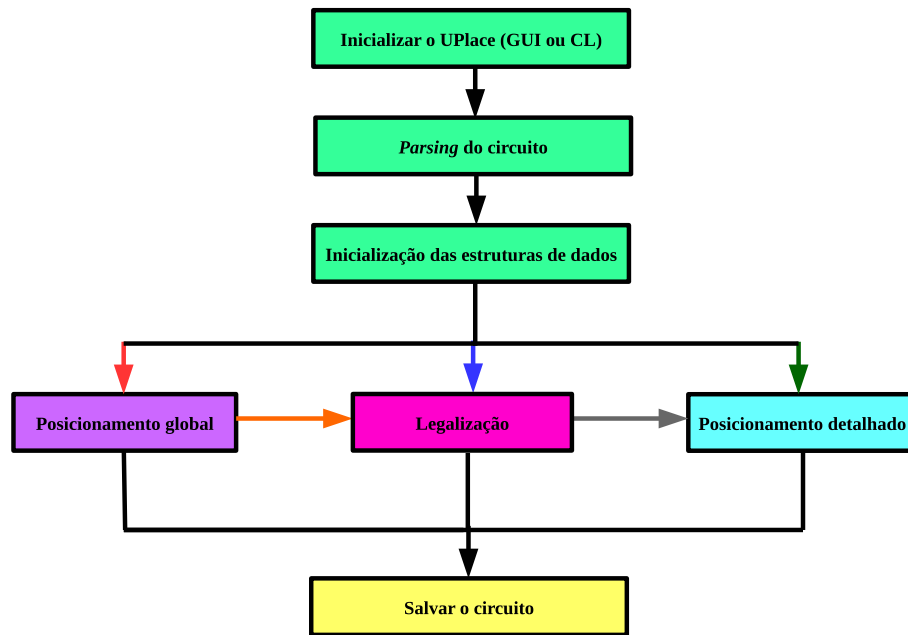 Inicializar o UPlace (GUI ou CL)
Parsing do circuito
Inicialização das estruturas de dados
Posicionamento global
Legalização
Posicionamento detalhado
Salvar o circuito